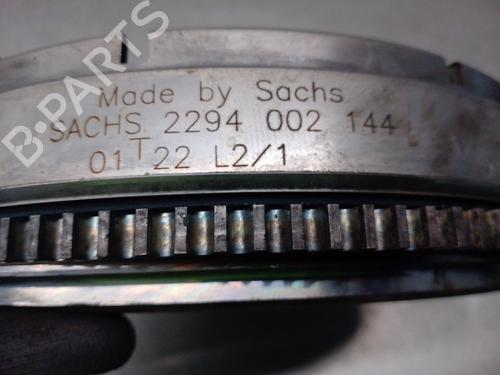 Made by Sachs
SACHS 2294 002 144
01 T 22 L2/1
B-PARTS